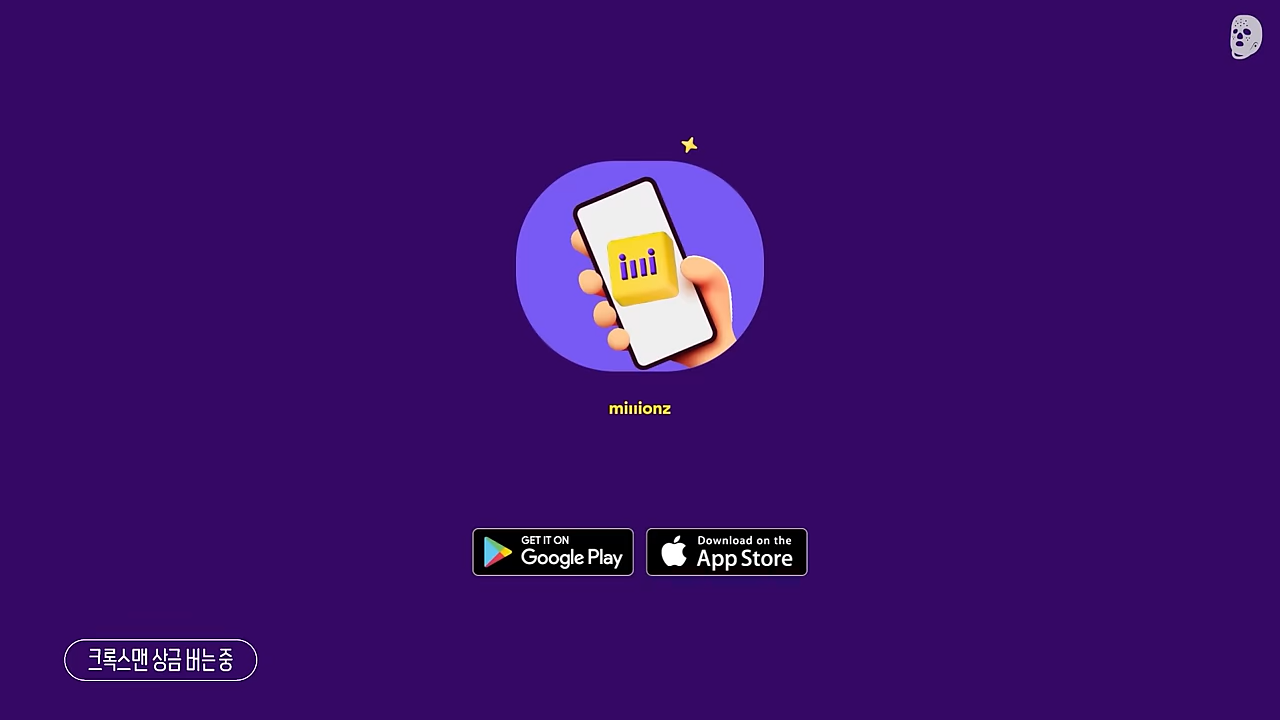 millionz
GET IT ON
Google Play
Download on the
App Store
크록스맨 상금 버는 중